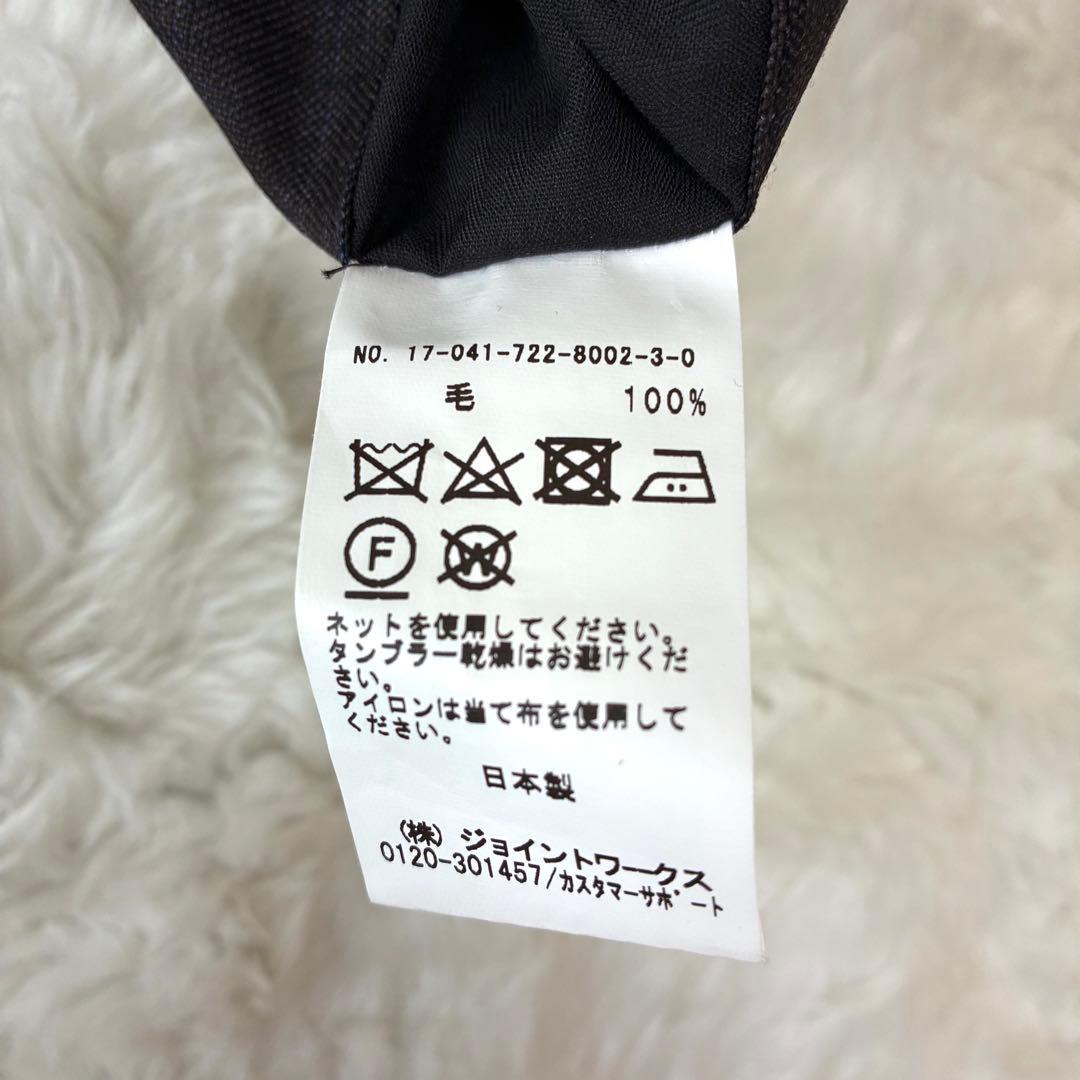 NO. 17-041-722-8002-3-0
毛 100%
F W
ネットを使用してください。
タンブラー乾燥はお避けくだ
さい。
アイロンは当て布を使用して
ください。
日本製
(株)ジョイントワークス
0120-301457/カスタマーサポート